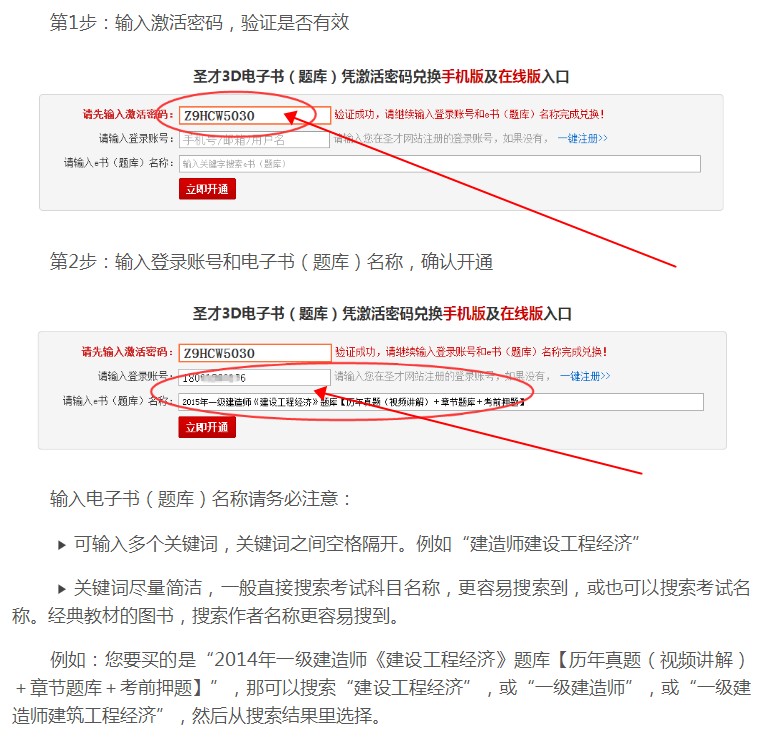 第1步：输入激活密码，验证是否有效
圣才3D电子书（题库）凭激活密码兑换手机版及在线版入口
请先输入激活密码： Z9HCW5030 验证成功，请继续输入登录账号和e书（题库）名称完成兑换！
请输入登录账号： 手机号/邮箱/用户名 请输入您在圣才网站注册的登录账号，如果没有， 一键注册>>
请输入e书（题库）名称： 输入关键字搜索e书（题库）
立即开通
第2步：输入登录账号和电子书（题库）名称，确认开通
圣才3D电子书（题库）凭激活密码兑换手机版及在线版入口
请先输入激活密码： Z9HCW5030 验证成功，请继续输入登录账号和e书（题库）名称完成兑换！
请输入登录账号： 请输入您在圣才网站注册的登录账号，如果没有， 一键注册>>
请输入e书（题库）名称： 2015年一级建造师《建设工程经济》题库【历年真题（视频讲解）＋章节题库＋考前押题】
立即开通
输入电子书（题库）名称请务必注意：
▶ 可输入多个关键词，关键词之间空格隔开。例如“建造师建设工程经济”
▶ 关键词尽量简洁，一般直接搜索考试科目名称，更容易搜索到，或也可以搜索考试名
称。经典教材的图书，搜索作者名称更容易搜到。
例如：您要买的是“2014年一级建造师《建设工程经济》题库【历年真题（视频讲解）
＋章节题库＋考前押题】”，那可以搜索“建设工程经济”，或“一级建造师”，或“一级建
造师建筑工程经济”，然后从搜索结果里选择。